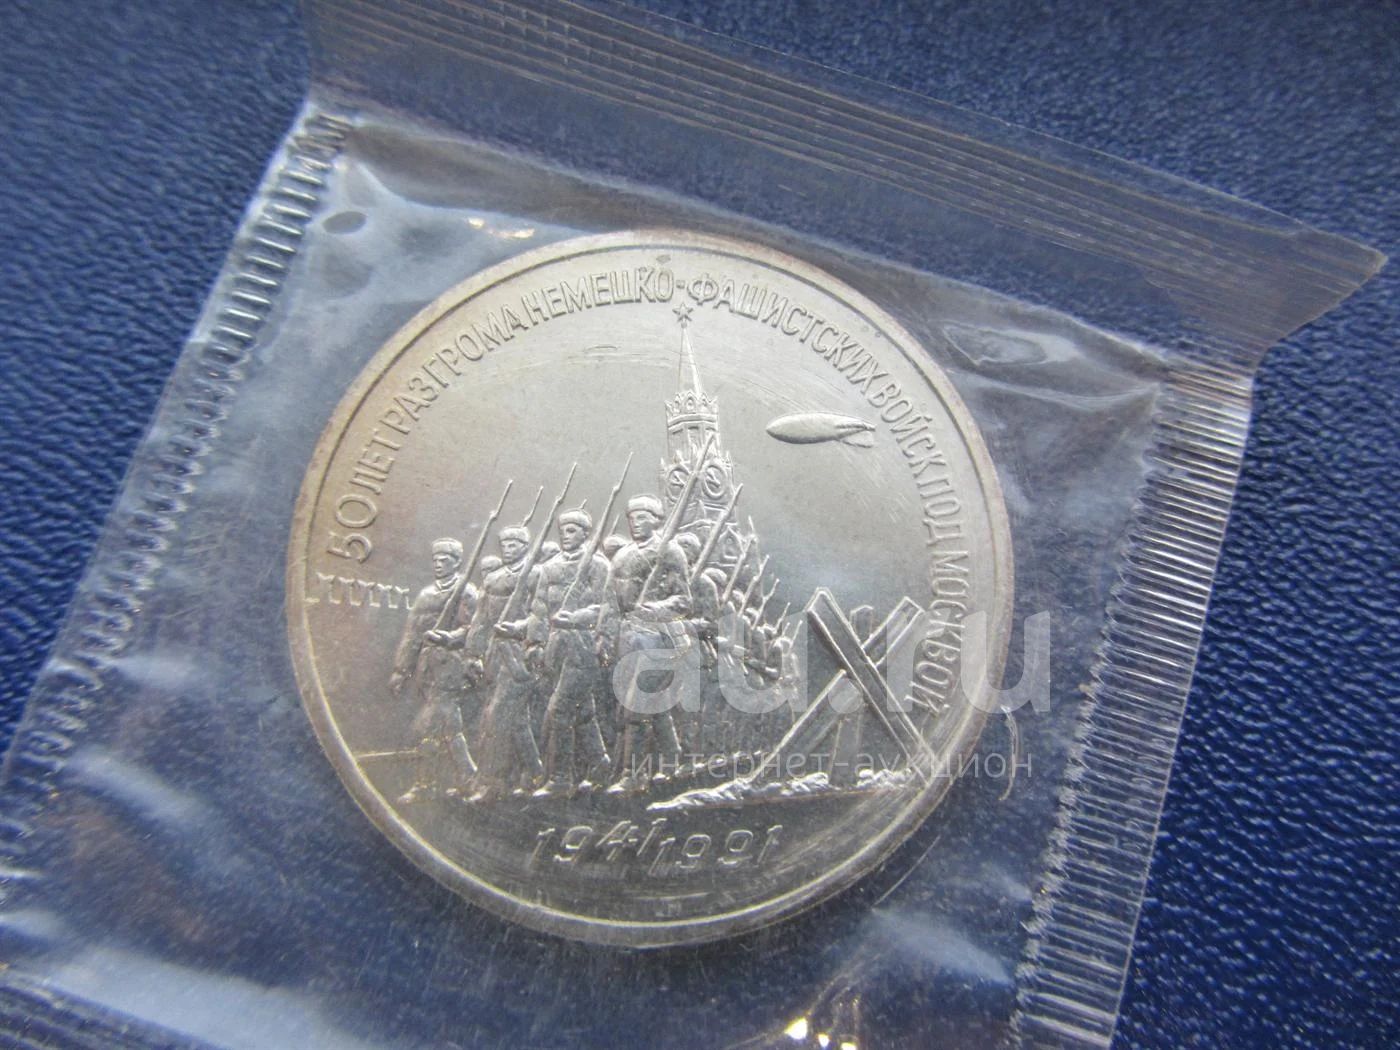 50 ЛЕТ РАЗГРОМА НЕМЕЦКО-ФАШИСТСКИХ ВОЙСК ПОД МОСКВОЙ
1941/1991
au.ru
интернет-аукцион